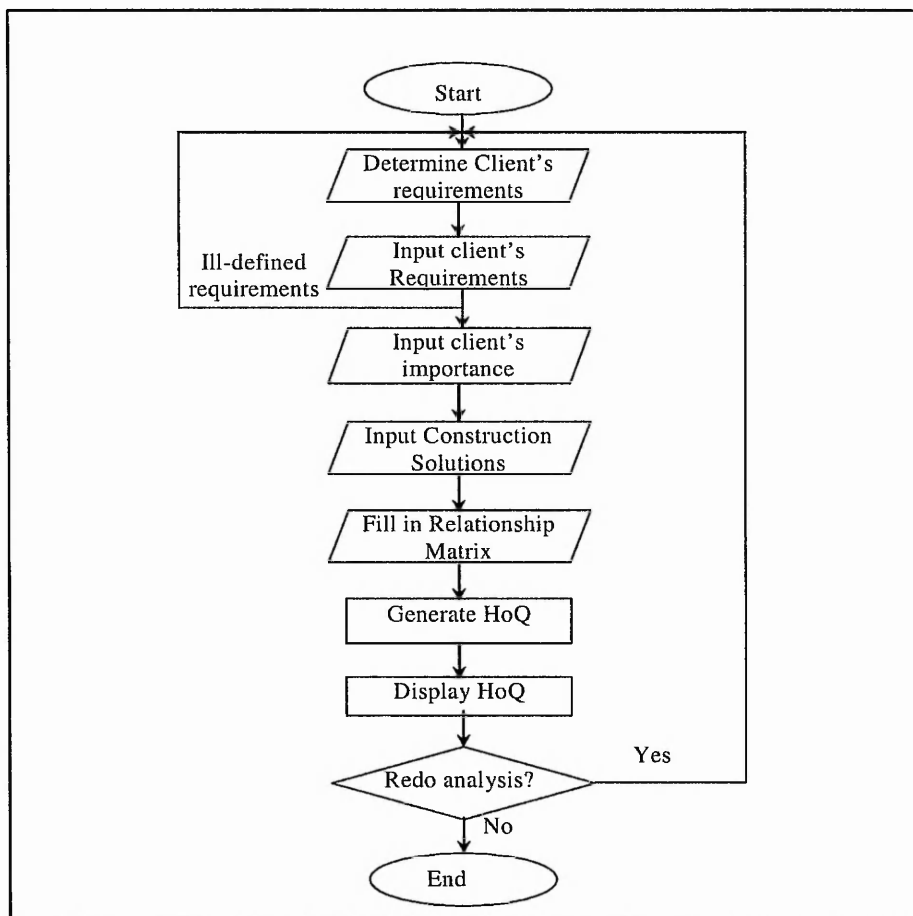 Start
Determine Client's
requirements
Input client's
Requirements
Ill-defined
requirements
Input client's
importance
Input Construction
Solutions
Fill in Relationship
Matrix
Generate HoQ
Display HoQ
Yes
Redo analysis?
No
End